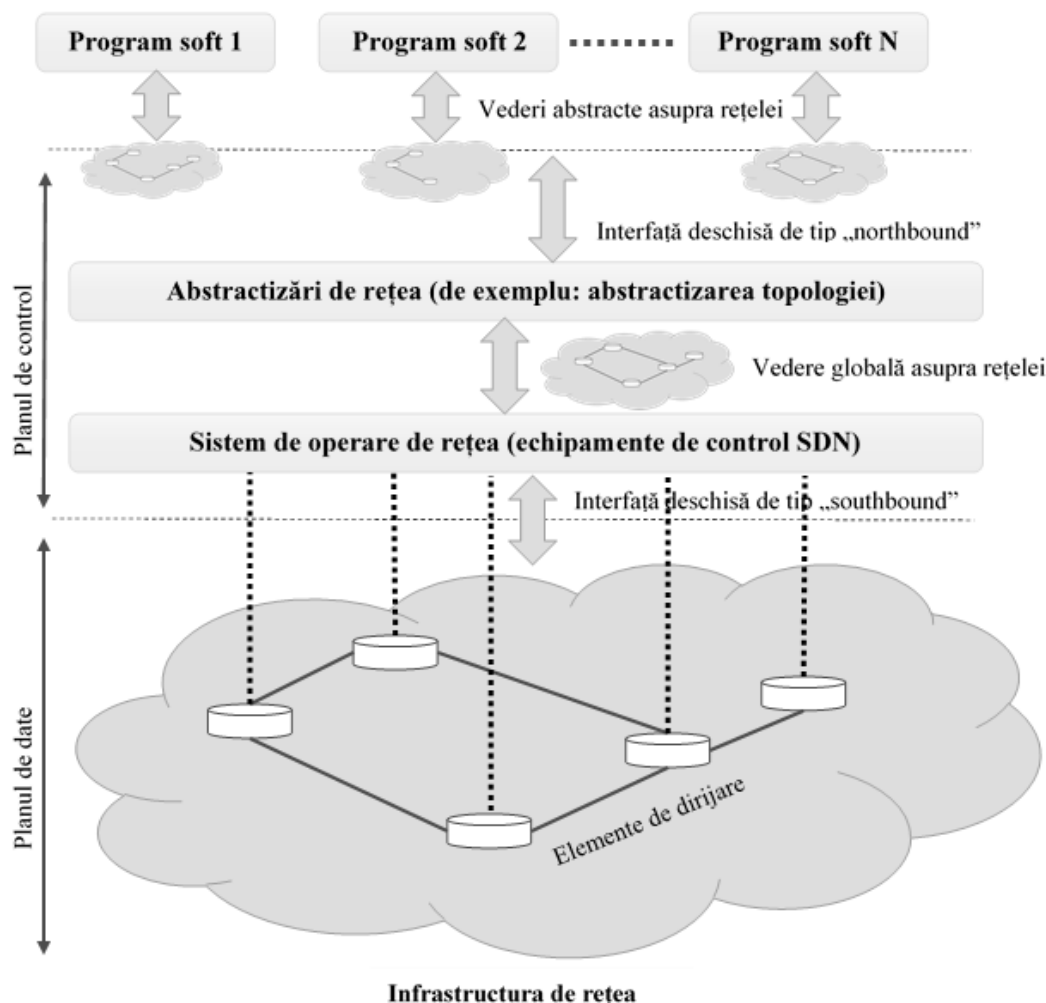 Program soft 1
Program soft 2
Program soft N
Vederi abstracte asupra rețelei
Interfață deschisă de tip „northbound”
Abstractizări de rețea (de exemplu: abstractizarea topologiei)
Planul de control
Vedere globală asupra rețelei
Sistem de operare de rețea (echipamente de control SDN)
Interfață deschisă de tip „southbound”
Planul de date
Elemente de dirijare
Infrastructura de rețea